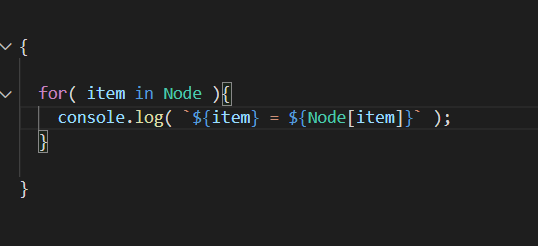 {
for( item in Node ){
console.log( `${item} = ${Node[item]}` );
}
}